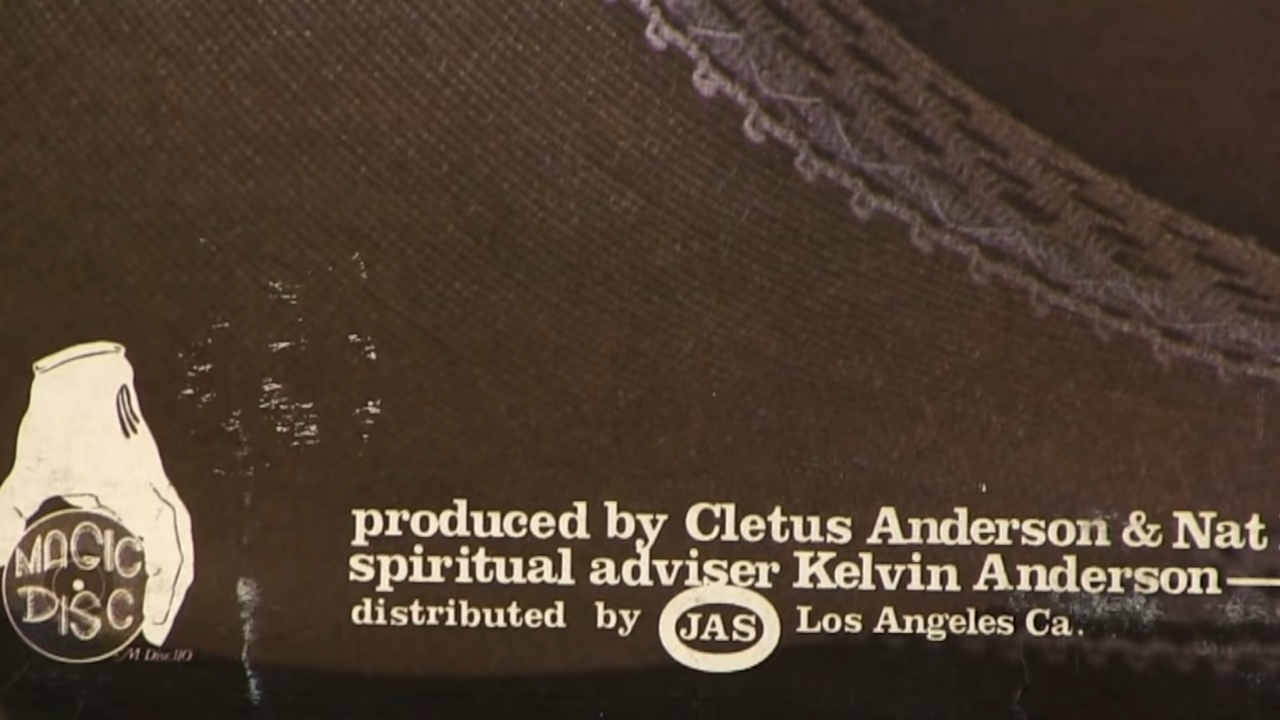 MAGIC
DISC
produced by Cletus Anderson & Nat
spiritual adviser Kelvin Anderson—
distributed by JAS Los Angeles Ca.